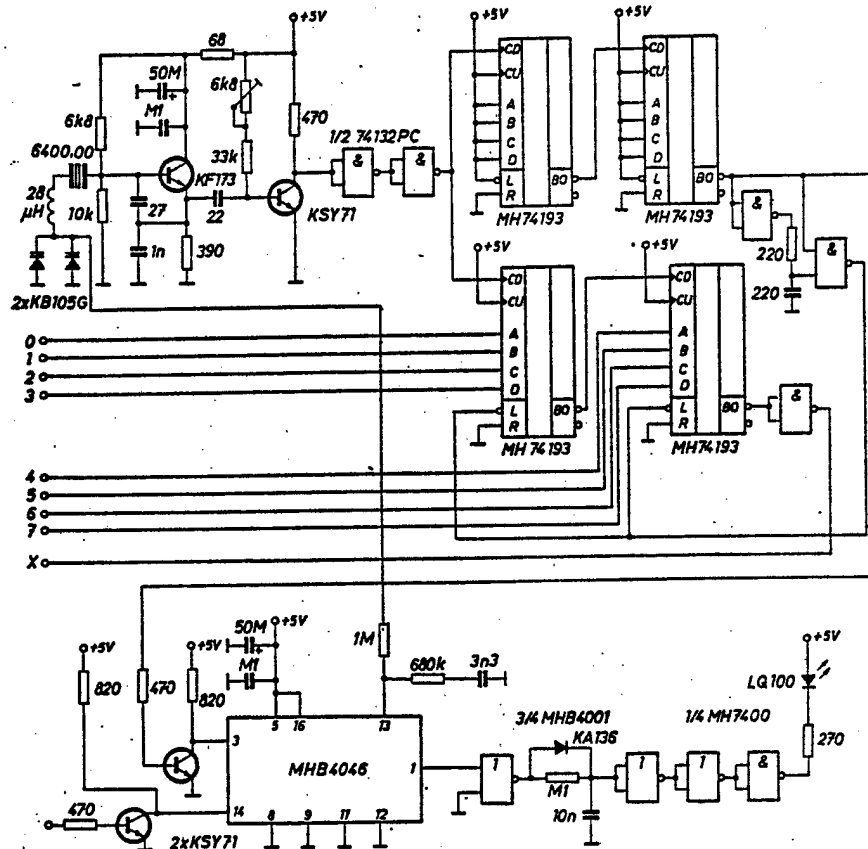 +5V
+5V
+5V
68
50M
+
6k8
CD
CD
CU
CU
M1
470
A
A
6k8
1/2 74132PC
B
B
C
C
6400.00
33k
&
&
D
D
KF173
L
BO
L
BO
28
μH
10k
27
22
KSY71
R
R
&
MH74193
MH74193
1n
390
+5V
+5V
220
&
CD
CD
220
2xKB105G
CU
CU
0
A
A
1
B
B
2
C
C
&
3
D
D
L
BO
L
BO
R
R
MH74193
MH74193
4
5
6
7
X
50M
+5V
+
+5V
+5V
1M
+5V
820
470
820
M1
680k
3n3
LQ100
5
16
13
3/4 MHB4001
1/4 MH7400
3
KA136
270
MHB4046
1
1
1
1
&
M1
470
14
8
9
11
12
10n
2xKSY71